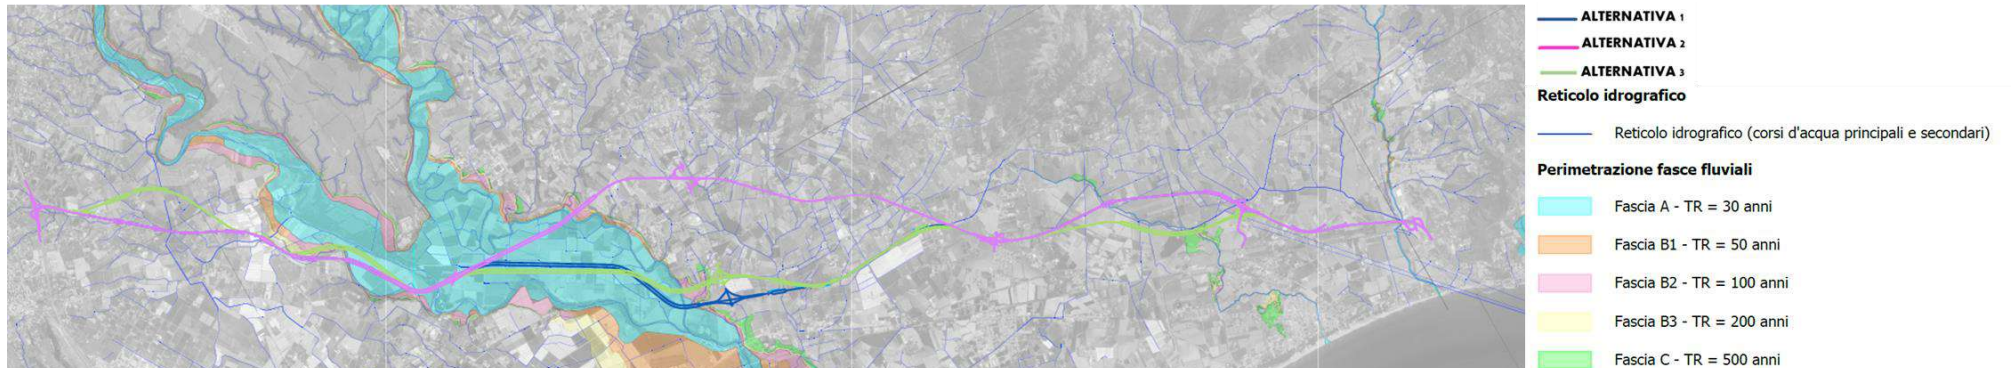 ALTERNATIVA 1
ALTERNATIVA 2
ALTERNATIVA 3
Reticolo idrografico
Reticolo idrografico (corsi d'acqua principali e secondari)
Perimetrazione fasce fluviali
Fascia A - TR = 30 anni
Fascia B1 - TR = 50 anni
Fascia B2 - TR = 100 anni
Fascia B3 - TR = 200 anni
Fascia C - TR = 500 anni